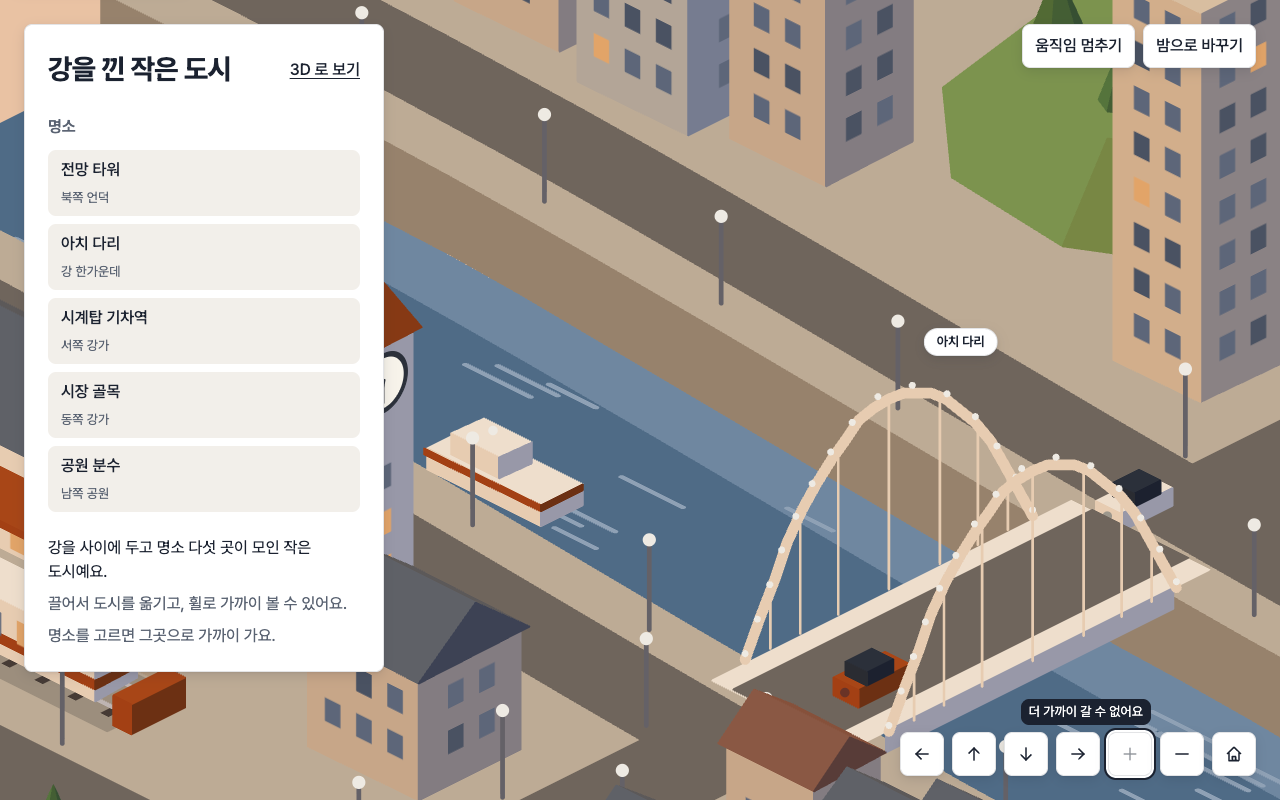 강을 낀 작은 도시
3D 로 보기
명소
전망 타워
북쪽 언덕
아치 다리
강 한가운데
시계탑 기차역
서쪽 강가
시장 골목
동쪽 강가
공원 분수
남쪽 공원
강을 사이에 두고 명소 다섯 곳이 모인 작은
도시예요.
끌어서 도시를 옮기고, 휠로 가까이 볼 수 있어요.
명소를 고르면 그곳으로 가까이 가요.
움직임 멈추기
밤으로 바꾸기
아치 다리
더 가까이 갈 수 없어요